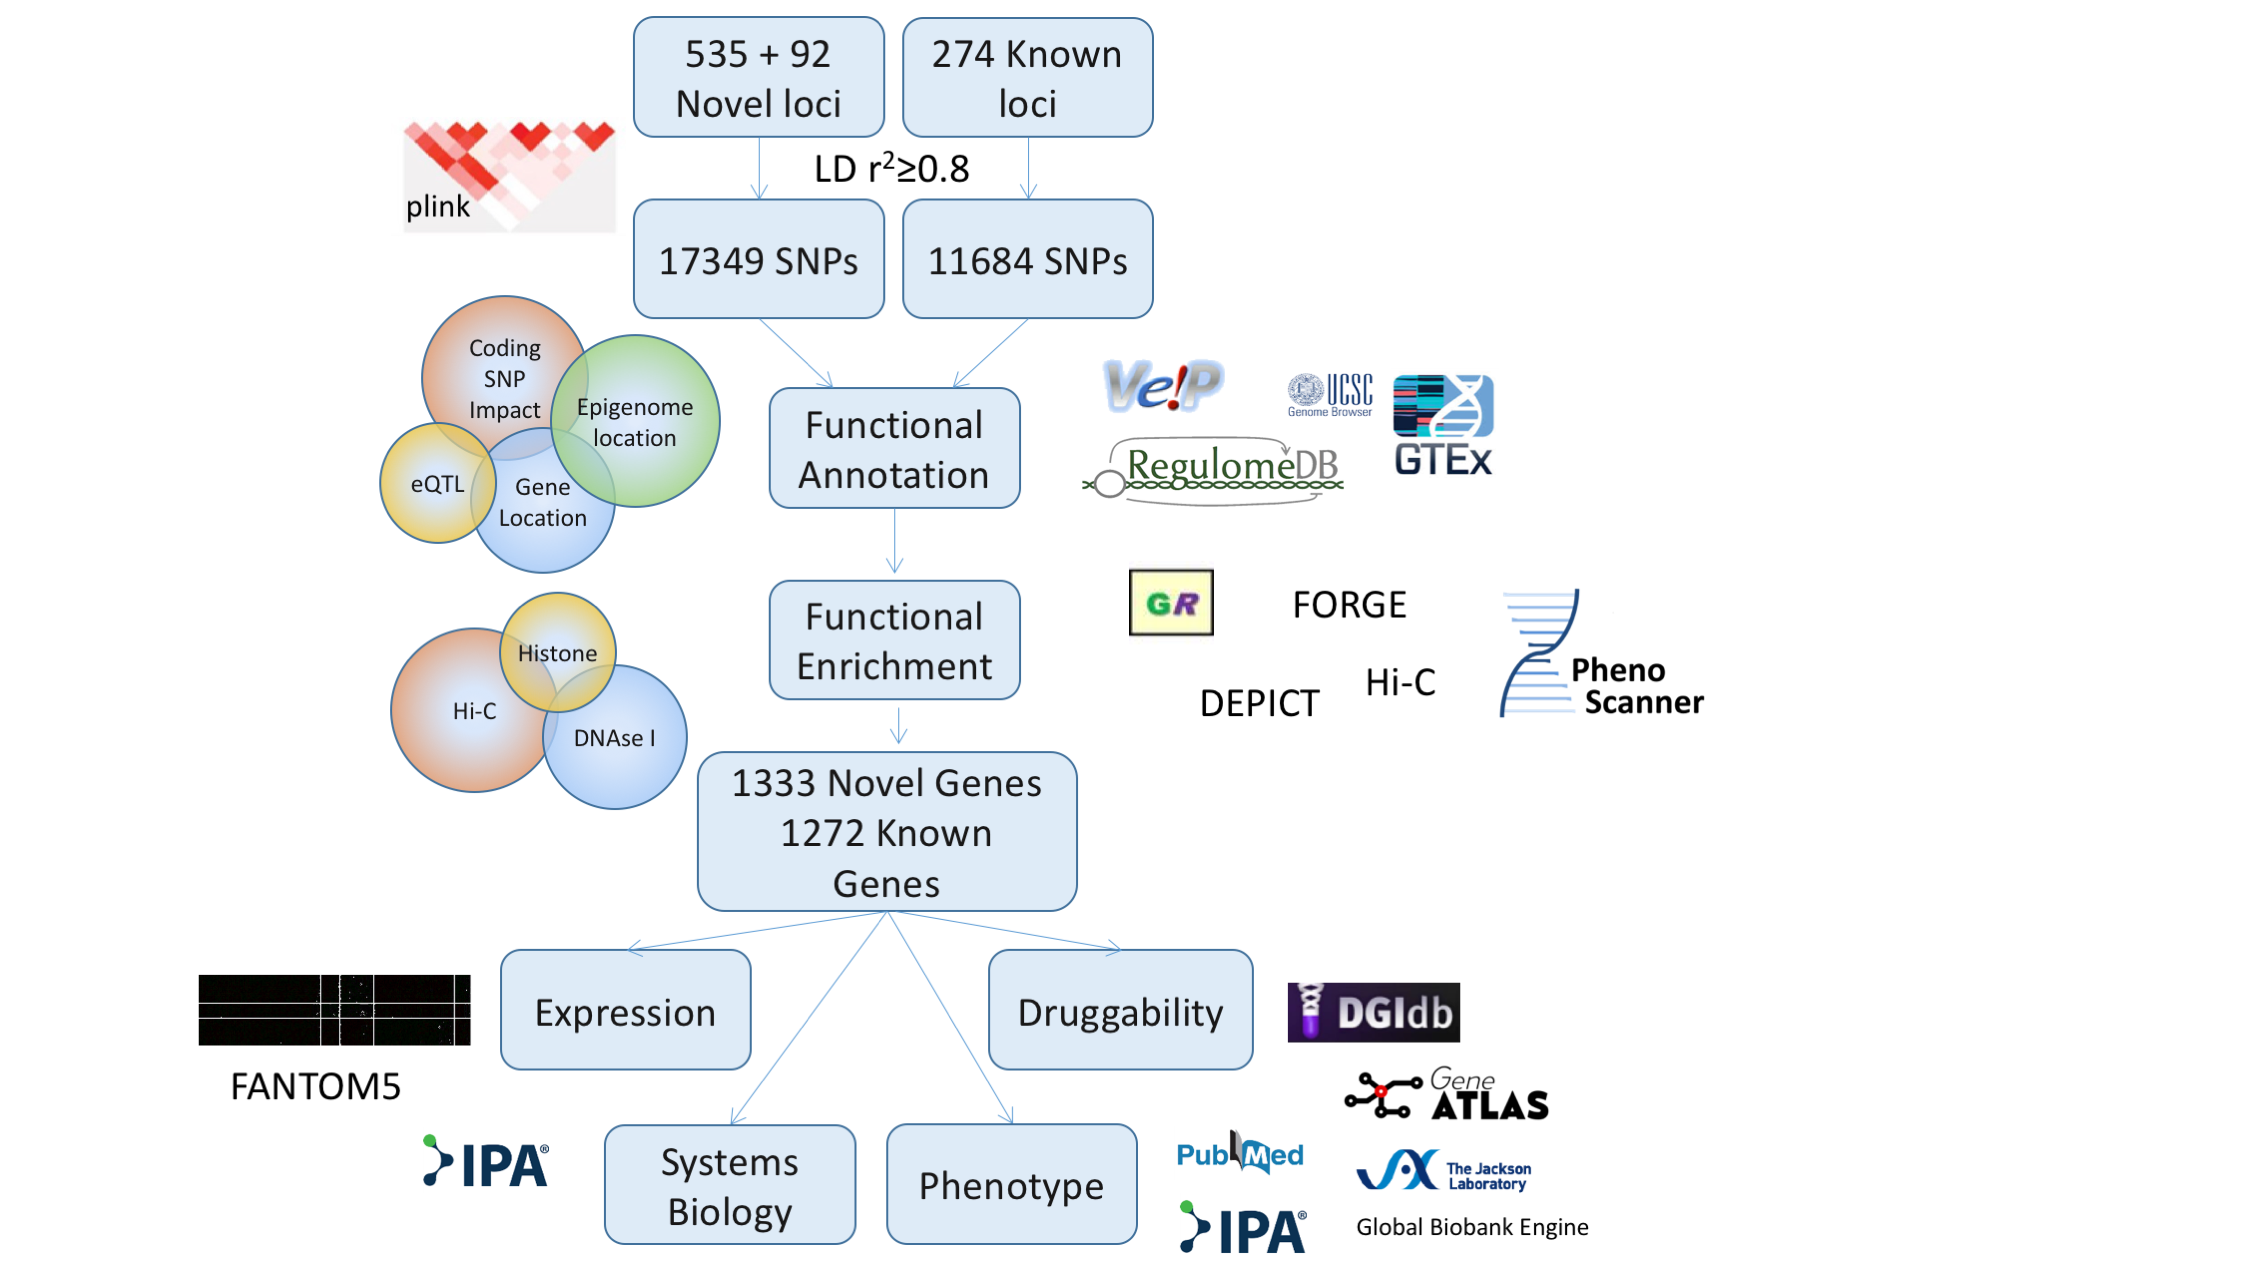 535 + 92
Novel loci
274 Known
loci
plink
LD r²≥0.8
17349 SNPs
11684 SNPs
Coding
SNP
Impact
Epigenome
location
eQTL
Gene
Location
Functional
Annotation
Ve!P
UCSC
Genome Browser
GTEx
RegulomeDB
Functional
Enrichment
GR
FORGE
Hi-C
DEPICT
Pheno
Scanner
Histone
Hi-C
DNAse I
1333 Novel Genes
1272 Known
Genes
Expression
Druggability
DGIdb
FANTOM5
Gene
ATLAS
IPA®
Systems
Biology
Phenotype
PubMed
JAX
The Jackson
Laboratory
IPA®
Global Biobank Engine